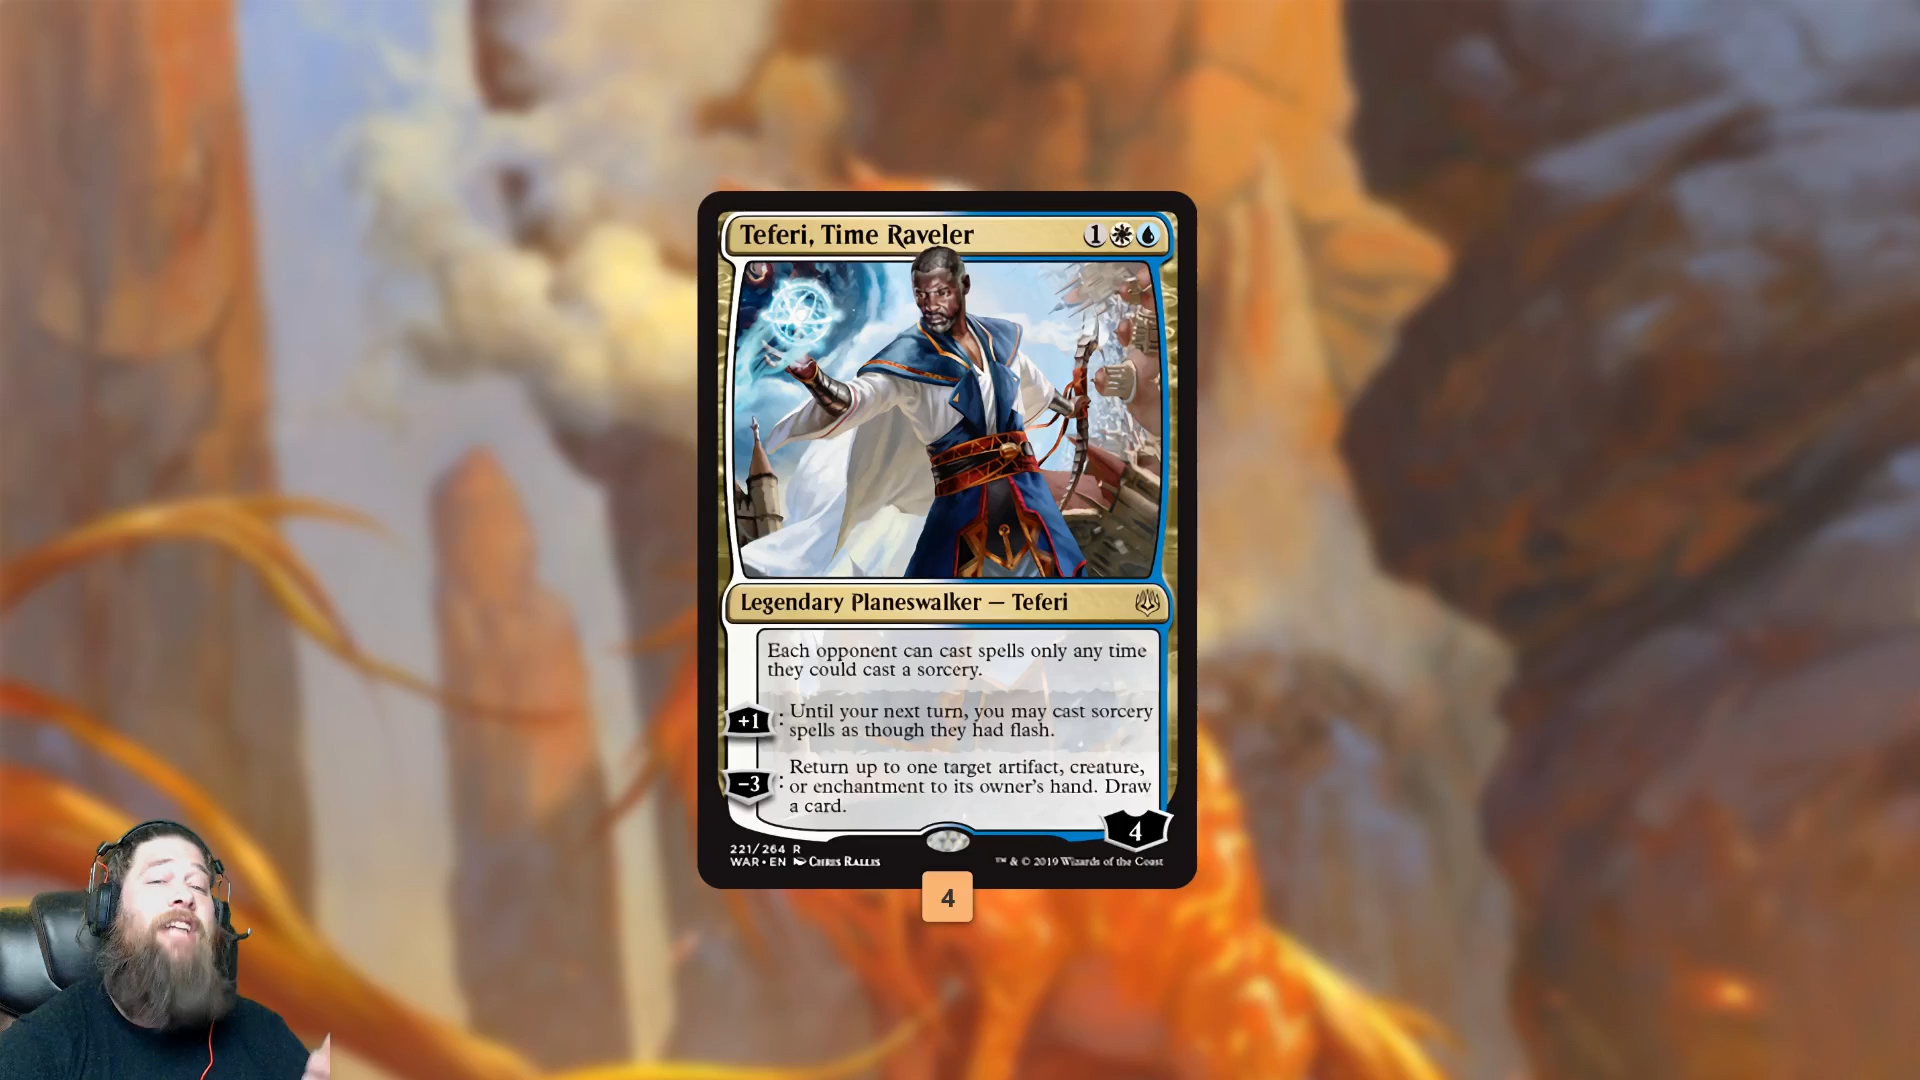 Teferi, Time Raveler 1
Legendary Planeswalker — Teferi
Each opponent can cast spells only any time
they could cast a sorcery.
+1 : Until your next turn, you may cast sorcery
spells as though they had flash.
−3 : Return up to one target artifact, creature,
or enchantment to its owner's hand. Draw
a card.
4
221/264 R
WAR • EN Chris Rallis
™ & © 2019 Wizards of the Coast
4